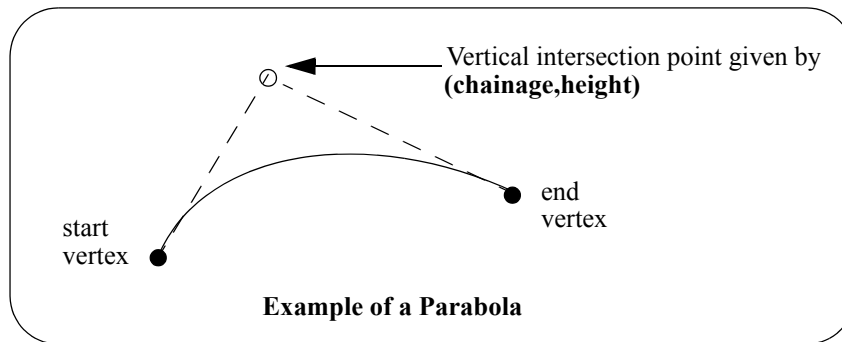 Vertical intersection point given by
(chainage,height)
end
vertex
start
vertex
Example of a Parabola